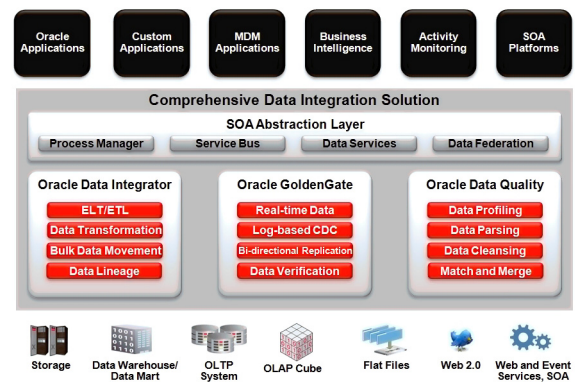 Oracle Applications
Custom Applications
MDM Applications
Business Intelligence
Activity Monitoring
SOA Platforms
Comprehensive Data Integration Solution
SOA Abstraction Layer
Process Manager
Service Bus
Data Services
Data Federation
Oracle Data Integrator
ELT/ETL
Data Transformation
Bulk Data Movement
Data Lineage
Oracle GoldenGate
Real-time Data
Log-based CDC
Bi-directional Replication
Data Verification
Oracle Data Quality
Data Profiling
Data Parsing
Data Cleansing
Match and Merge
Storage
Data Warehouse/
Data Mart
OLTP
System
OLAP Cube
Flat Files
Web 2.0
Web and Event
Services, SOA